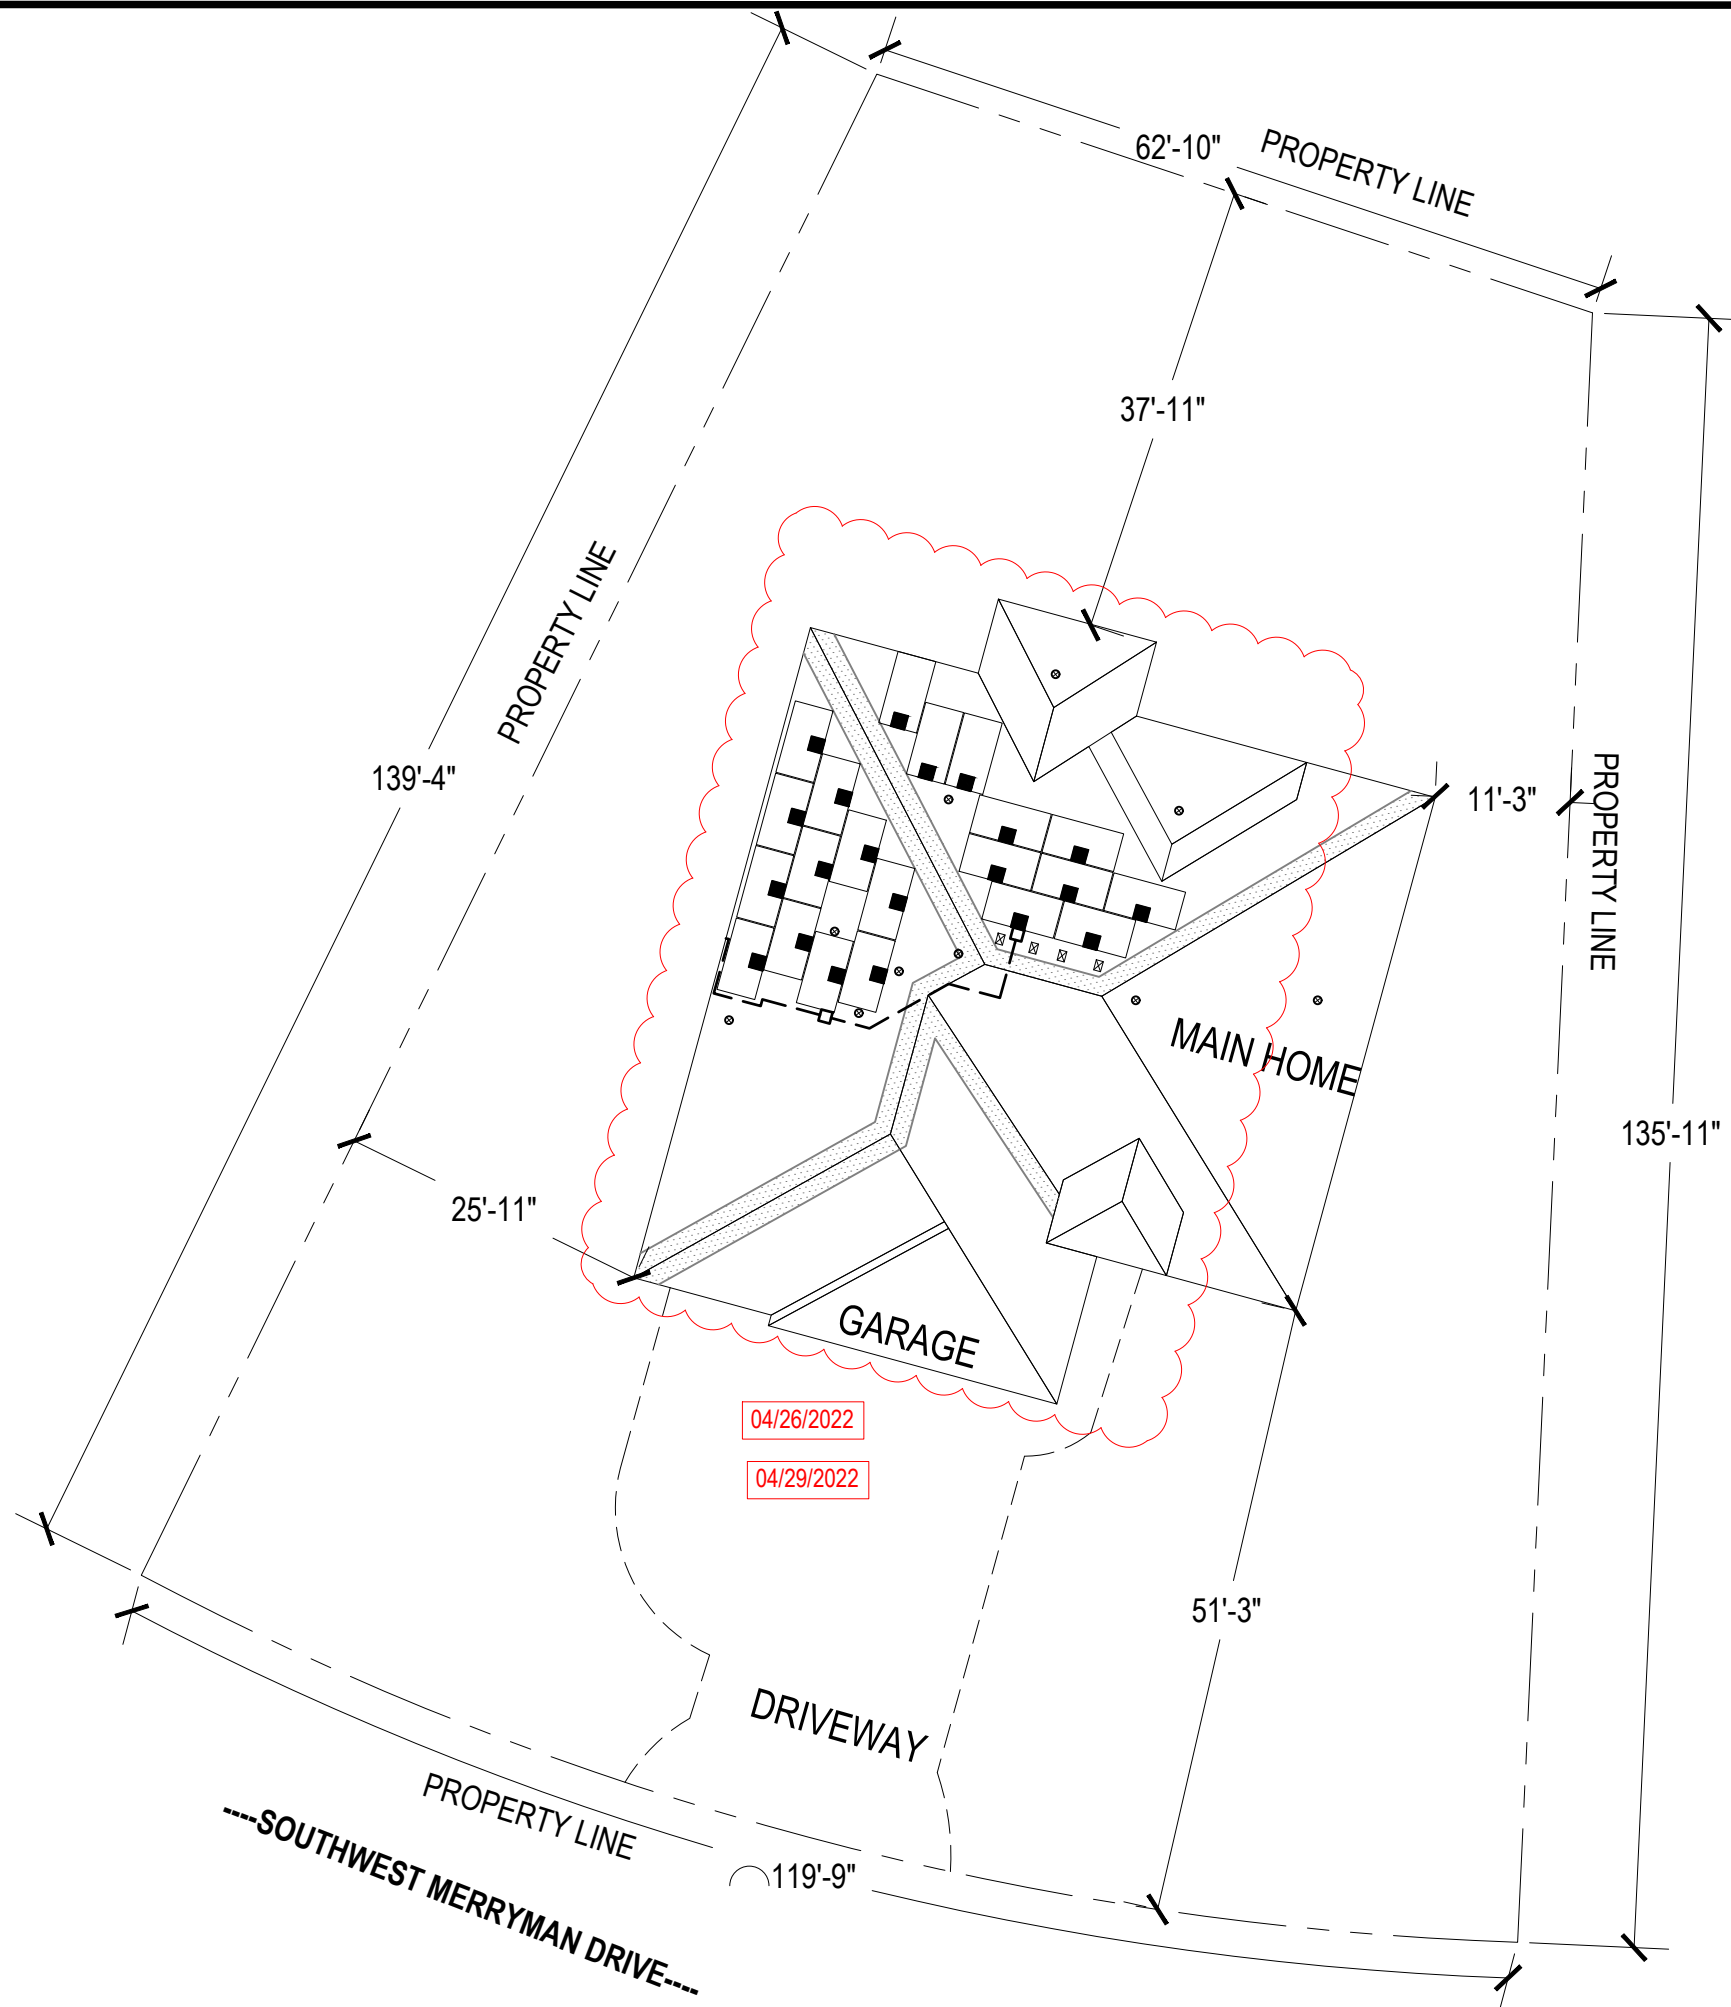 62'-10"
PROPERTY LINE
37'-11"
PROPERTY LINE
139'-4"
11'-3"
PROPERTY LINE
MAIN HOME
135'-11"
25'-11"
GARAGE
04/26/2022
04/29/2022
51'-3"
DRIVEWAY
PROPERTY LINE
119'-9"
----SOUTHWEST MERRYMAN DRIVE----